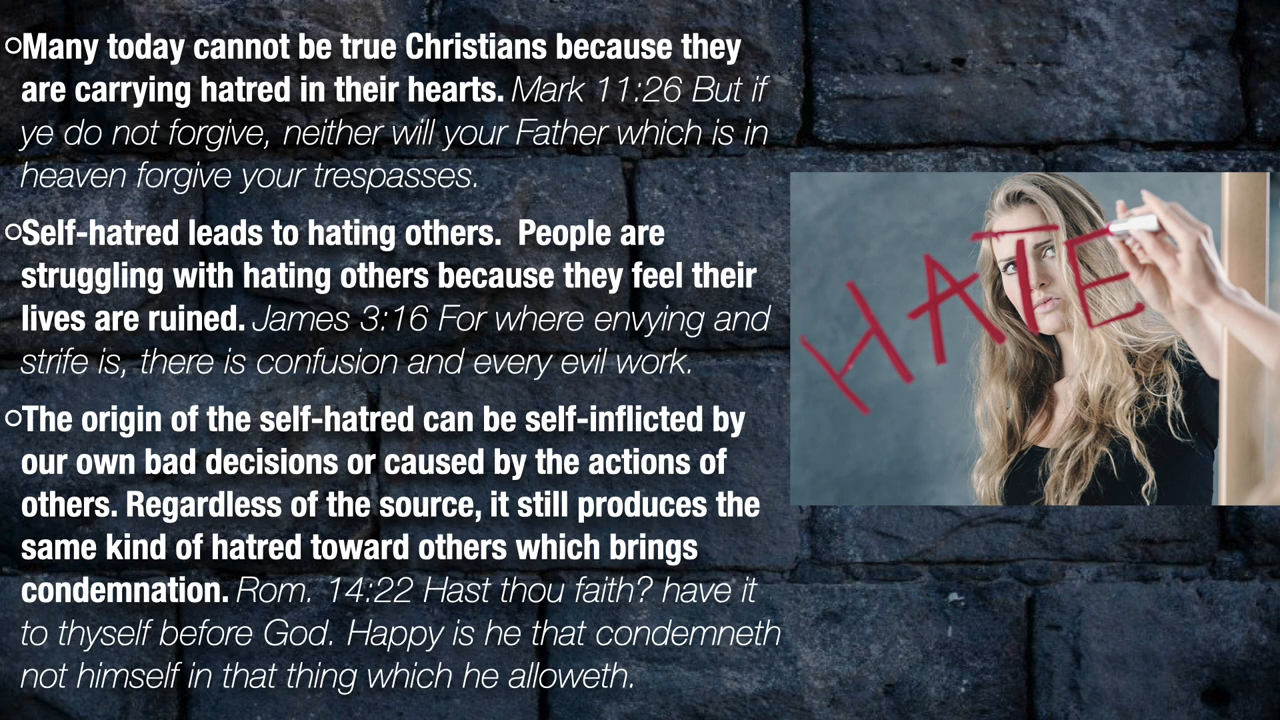 ○Many today cannot be true Christians because they
are carrying hatred in their hearts. Mark 11:26 But if
ye do not forgive, neither will your Father which is in
heaven forgive your trespasses.
○Self-hatred leads to hating others.  People are
struggling with hating others because they feel their
lives are ruined. James 3:16 For where envying and
strife is, there is confusion and every evil work.
○The origin of the self-hatred can be self-inflicted by
our own bad decisions or caused by the actions of
others. Regardless of the source, it still produces the
same kind of hatred toward others which brings
condemnation. Rom. 14:22 Hast thou faith? have it
to thyself before God. Happy is he that condemneth
not himself in that thing which he alloweth.
HATE